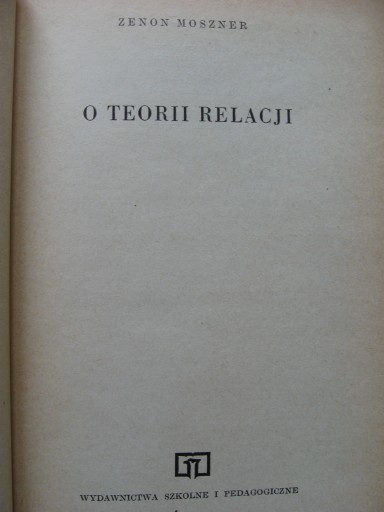 ZENON MOSZNER
O TEORII RELACJI
WYDAWNICTWA SZKOLNE I PEDAGOGICZNE